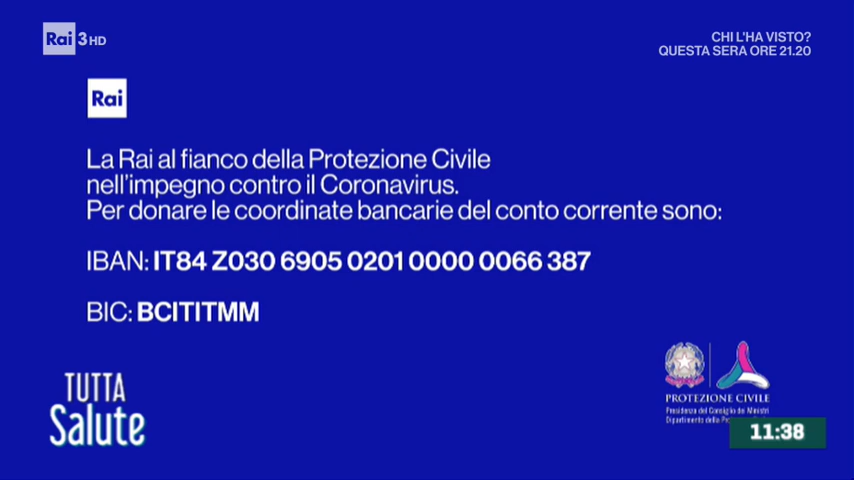 Rai 3 HD
CHI L'HA VISTO?
QUESTA SERA ORE 21.20
Rai
La Rai al fianco della Protezione Civile
nell'impegno contro il Coronavirus.
Per donare le coordinate bancarie del conto corrente sono:
IBAN: IT84 Z030 6905 0201 0000 0066 387
BIC: BCITITMM
TUTTA
Salute
PROTEZIONE CIVILE
Presidenza del Consiglio dei Ministri
Dipartimento della
11:38